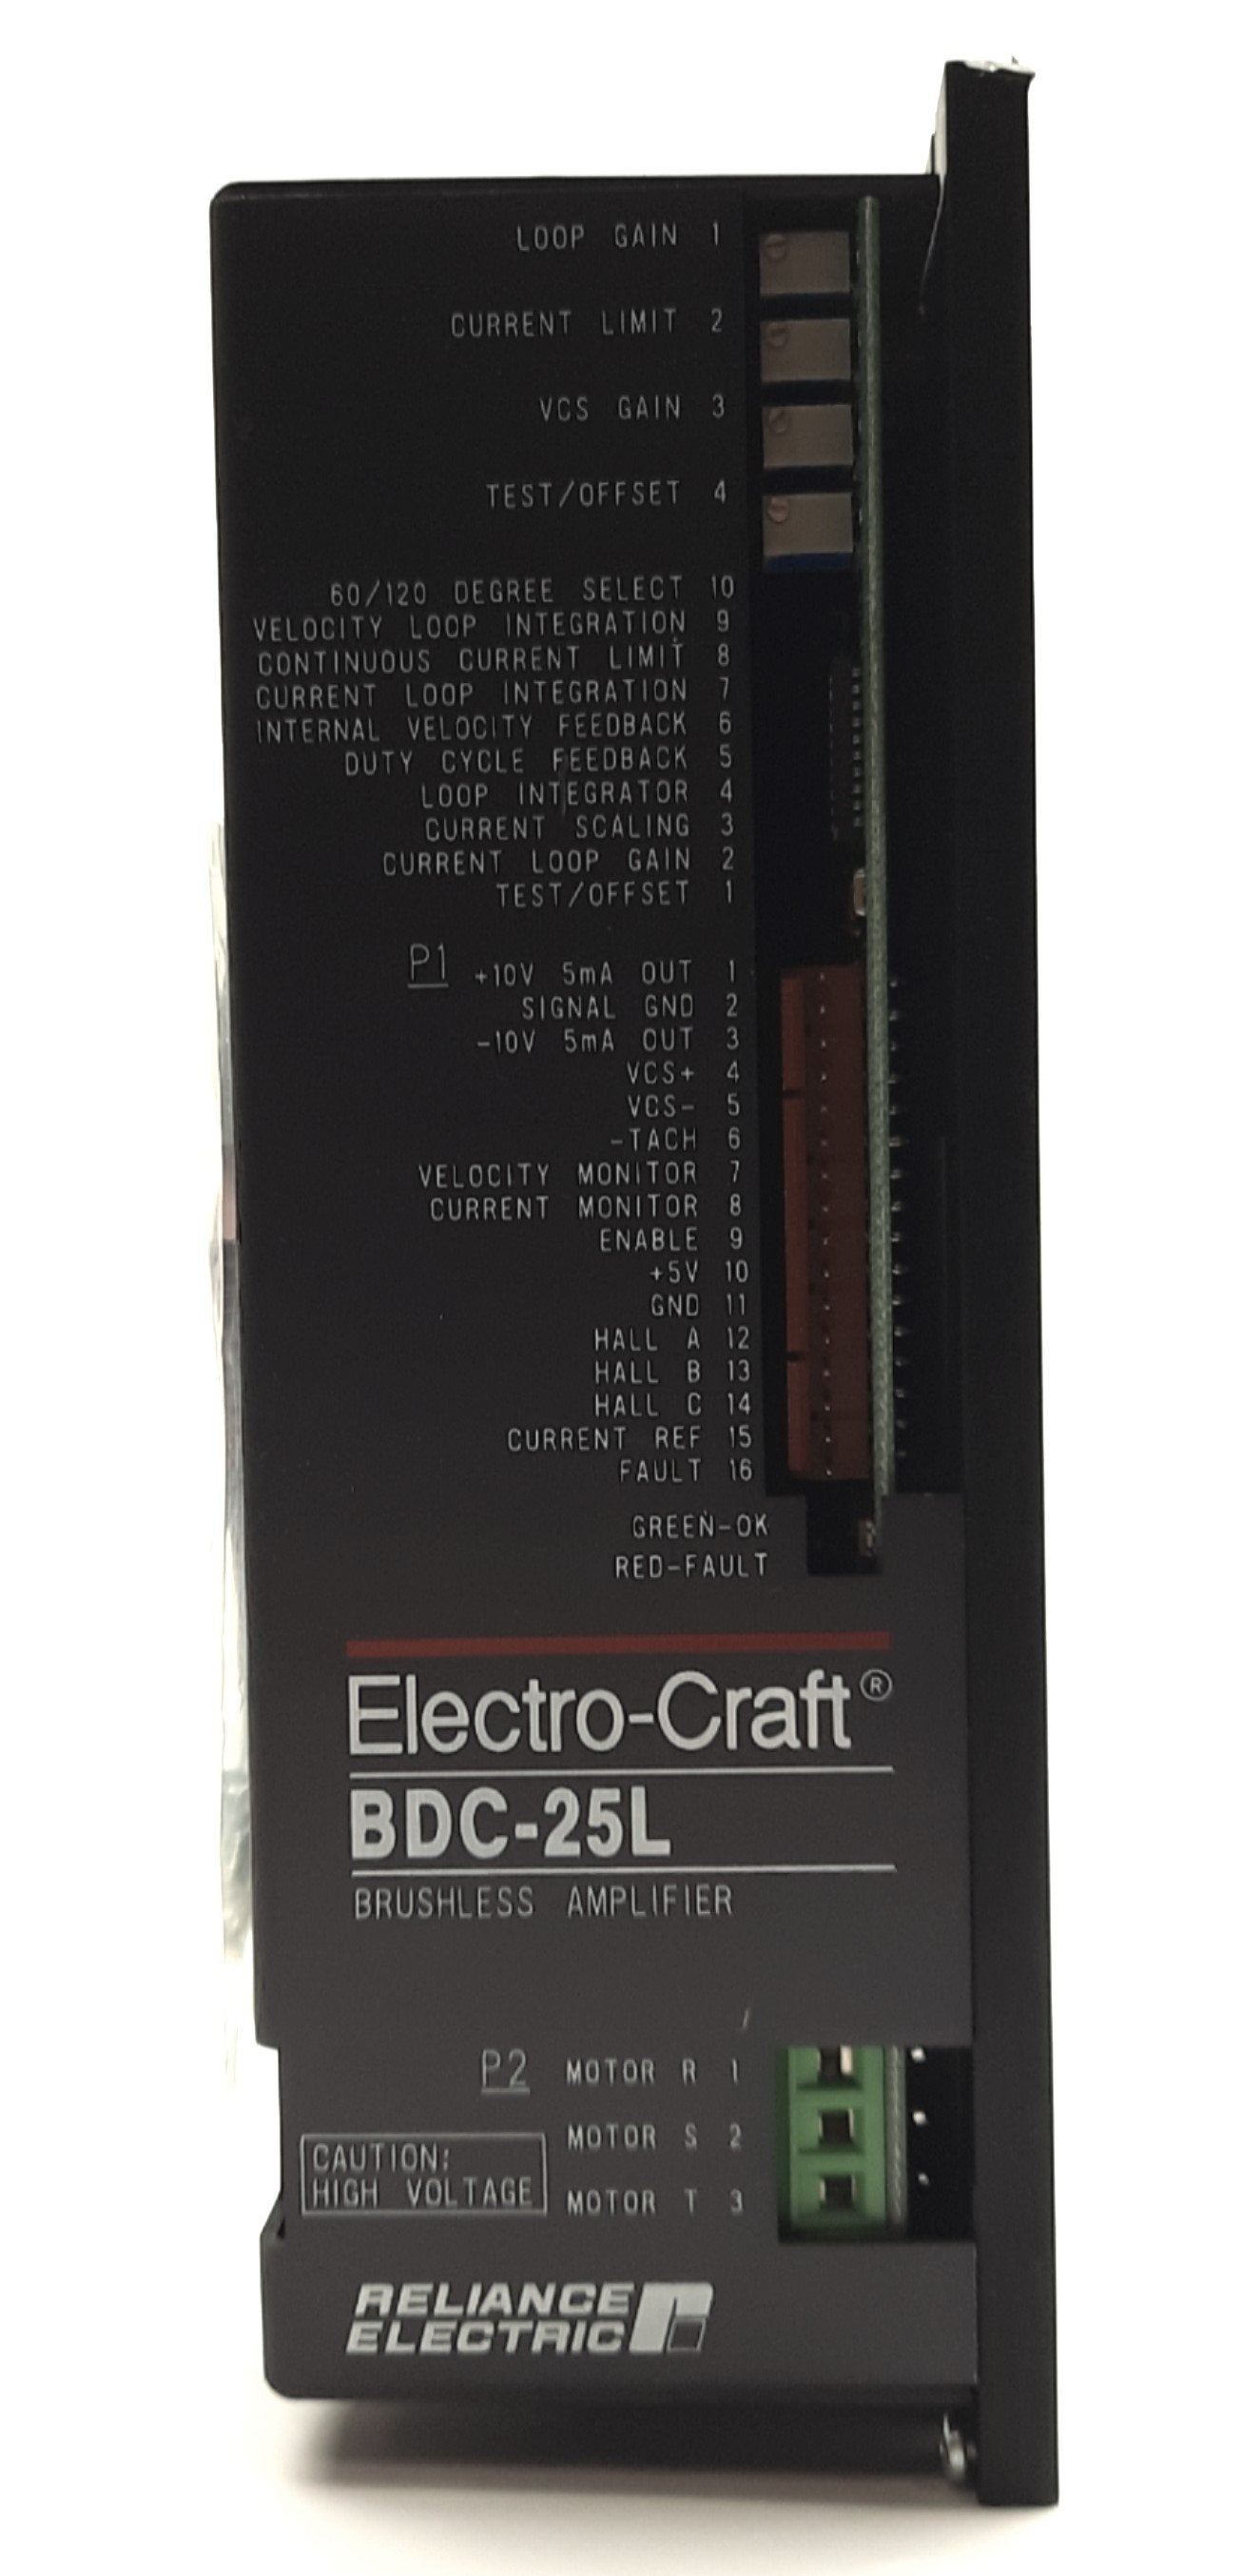 LOOP GAIN 1
CURRENT LIMIT 2
VCS GAIN 3
TEST/OFFSET 4
60/120 DEGREE SELECT 10
VELOCITY LOOP INTEGRATION 9
CONTINUOUS CURRENT LIMIT 8
CURRENT LOOP INTEGRATION 7
INTERNAL VELOCITY FEEDBACK 6
DUTY CYCLE FEEDBACK 5
LOOP INTEGRATOR 4
CURRENT SCALING 3
CURRENT LOOP GAIN 2
TEST/OFFSET 1
P1 +10V 5mA OUT 1
SIGNAL GND 2
-10V 5mA OUT 3
VCS+ 4
VCS- 5
-TACH 6
VELOCITY MONITOR 7
CURRENT MONITOR 8
ENABLE 9
+5V 10
GND 11
HALL A 12
HALL B 13
HALL C 14
CURRENT REF 15
FAULT 16
GREEN-OK
RED-FAULT
Electro-Craft®
BDC-25L
BRUSHLESS AMPLIFIER
P2 MOTOR R 1
MOTOR S 2
MOTOR T 3
CAUTION:
HIGH VOLTAGE
RELIANCE
ELECTRIC